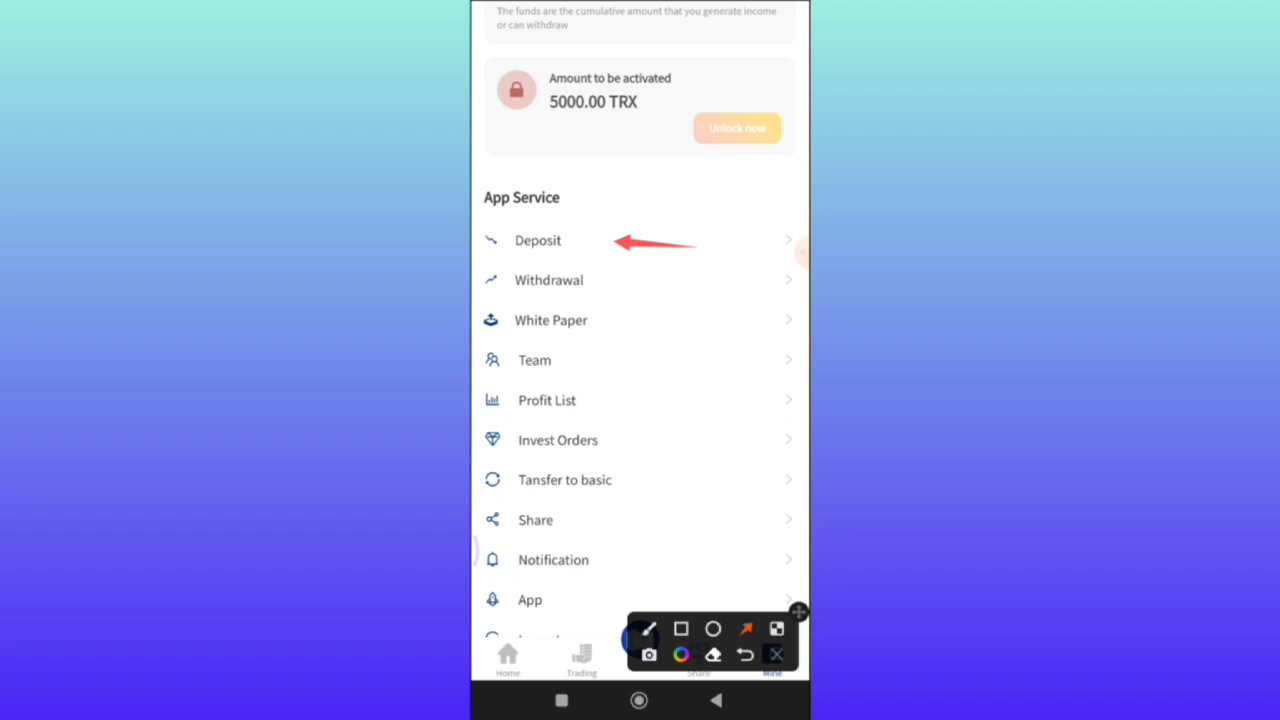 The funds are the cumulative amount that you generate income
or can withdraw
Amount to be activated
5000.00 TRX
Unlock now
App Service
Deposit
Withdrawal
White Paper
Team
Profit List
Invest Orders
Tansfer to basic
Share
Notification
App
Home
Trading
Share
Mine